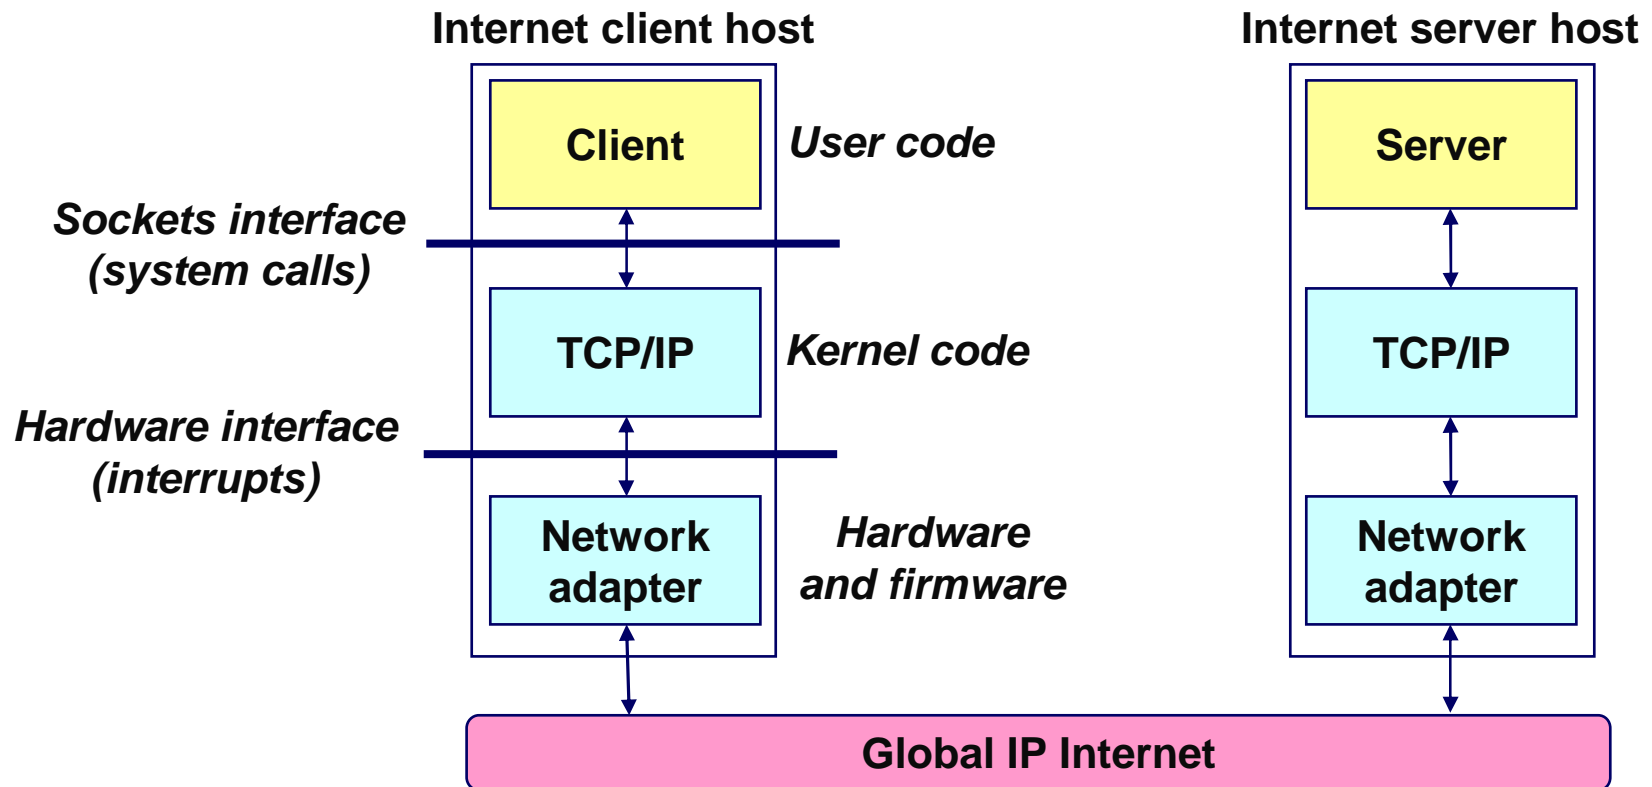 Internet client host
Internet server host
Client
User code
Server
Sockets interface
(system calls)
TCP/IP
Kernel code
TCP/IP
Hardware interface
(interrupts)
Network
adapter
Hardware
and firmware
Network
adapter
Global IP Internet